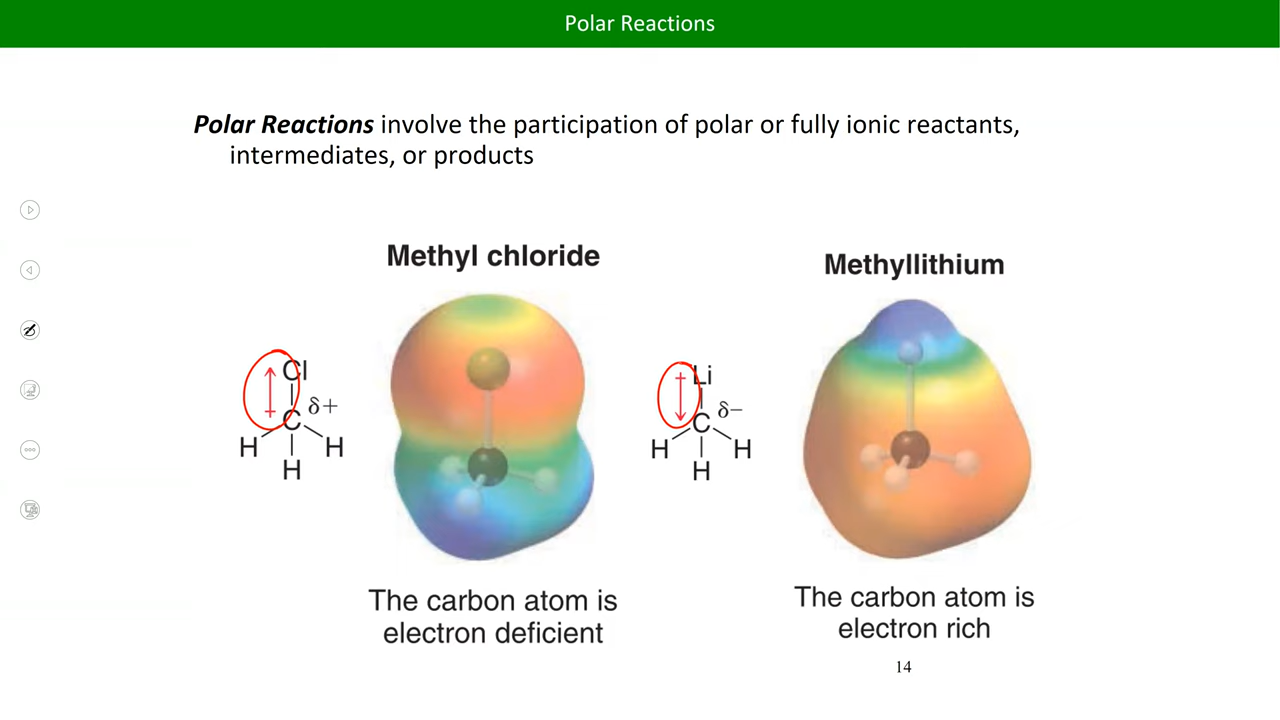 Polar Reactions
Polar Reactions involve the participation of polar or fully ionic reactants,
intermediates, or products
Methyl chloride
Cl
C δ+
H H
H
Methyllithium
Li
C δ−
H H
H
The carbon atom is
electron deficient
The carbon atom is
electron rich
14